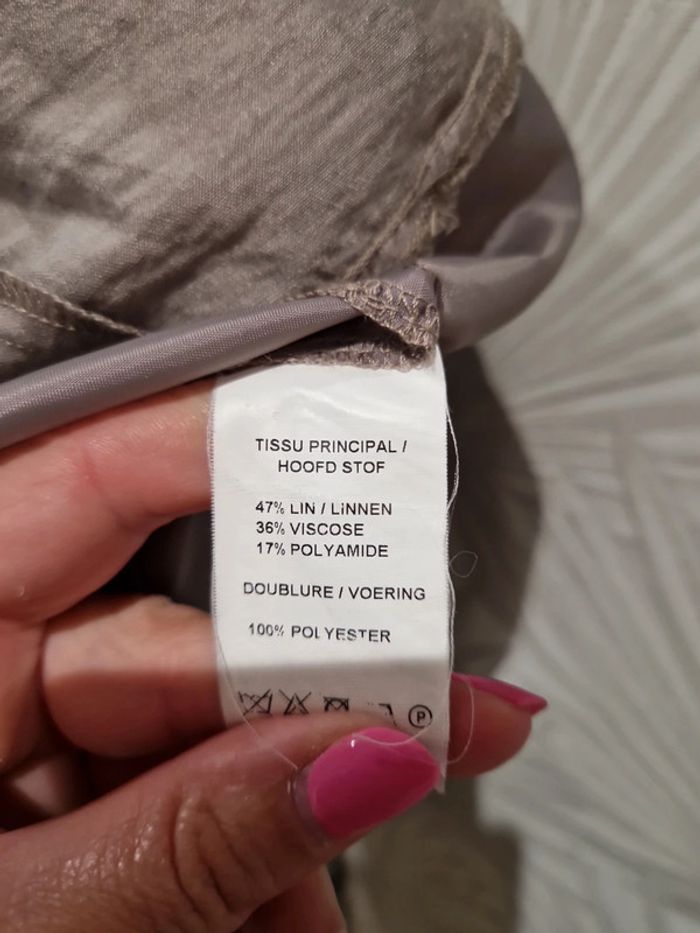 TISSU PRINCIPAL /
HOOFD STOF
47% LIN / LiNNEN
36% VISCOSE
17% POLYAMIDE
DOUBLURE / VOERING
100% POLYESTER
P